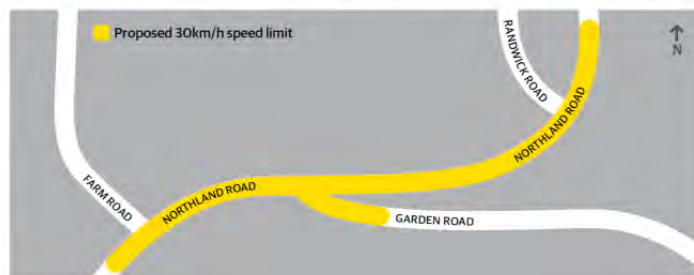 Proposed 30km/h speed limit
RANDWICK ROAD
N
NORTHLAND ROAD
FARM ROAD
NORTHLAND ROAD
GARDEN ROAD